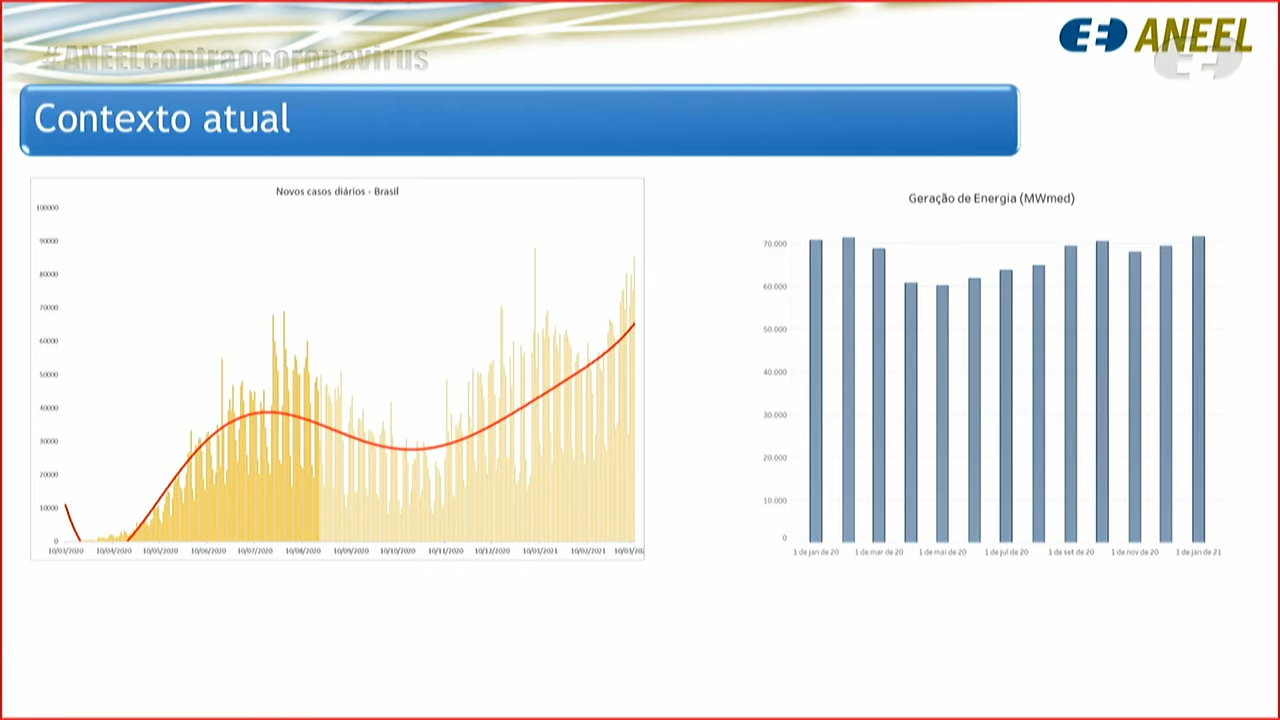 #ANEELcontraocoronavirus
ANEEL
Contexto atual
Novos casos diários - Brasil
100000
90000
80000
70000
60000
50000
40000
30000
20000
10000
0
10/03/2020 10/04/2020 10/05/2020 10/06/2020 10/07/2020 10/08/2020 10/09/2020 10/10/2020 10/11/2020 10/12/2020 10/01/2021 10/02/2021 10/03/202
Geração de Energia (MWmed)
70.000
60.000
50.000
40.000
30.000
20.000
10.000
0
1 de jan de 20 1 de mar de 20 1 de mai de 20 1 de jul de 20 1 de set de 20 1 de nov de 20 1 de jan de 21